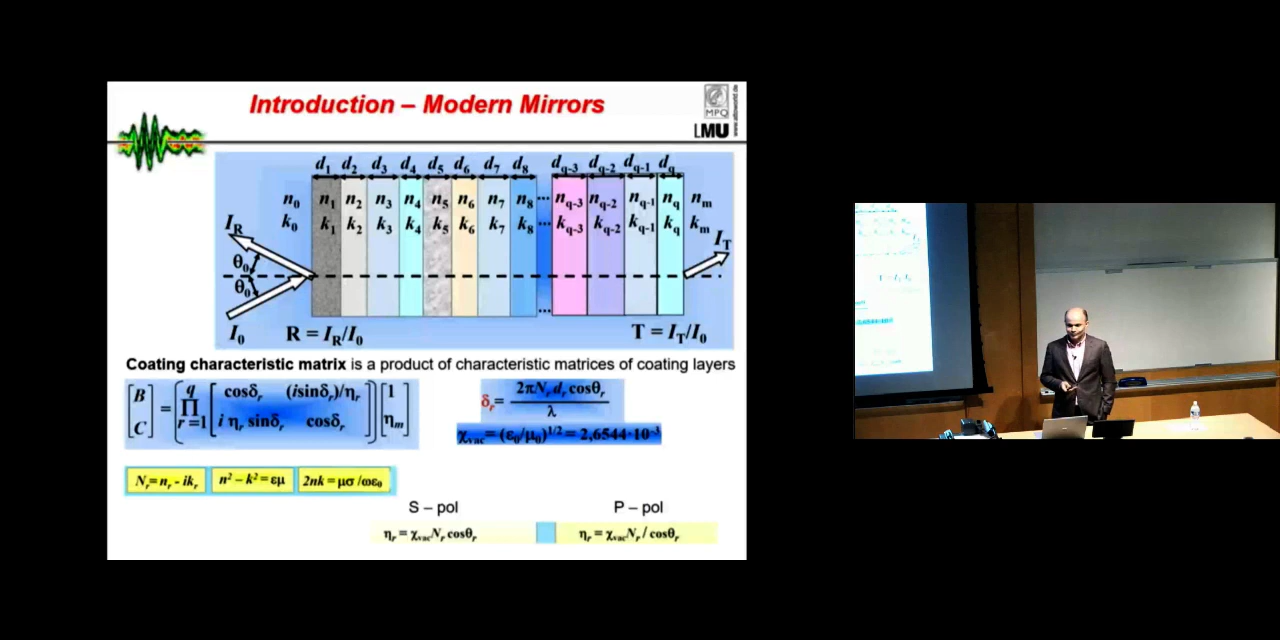 Introduction – Modern Mirrors
MPQ
LMU
www.attoworld.de
d₁ d₂ d₃ d₄ d₅ d₆ d₇ d₈ d_q-3 d_q-2 d_q-1 d_q
n₀ n₁ n₂ n₃ n₄ n₅ n₆ n₇ n₈ ... n_q-3 n_q-2 n_q-1 n_q n_m
k₀ k₁ k₂ k₃ k₄ k₅ k₆ k₇ k₈ ... k_q-3 k_q-2 k_q-1 k_q k_m
I_R
I_T
θ₀
θ₀
...
I₀ R = I_R/I₀ T = I_T/I₀
Coating characteristic matrix is a product of characteristic matrices of coating layers
[B C] = (∏ r=1 q [cosδ_r (i sinδ_r)/η_r i η_r sinδ_r cosδ_r]) [1 η_m]
δ_r = 2πN_r d_r cosθ_r / λ
χ_vac = (ε₀/μ₀)^1/2 = 2,6544·10⁻³
N_r = n_r - ik_r n² – k² = εμ 2nk = μσ/ωε₀
S – pol P – pol
η_r = χ_vac N_r cosθ_r η_r = χ_vac N_r / cosθ_r